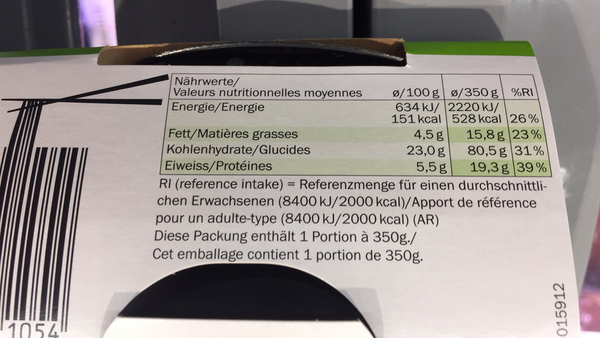 Nährwerte/
Valeurs nutritionnelles moyennes ø/100 g ø/350 g %RI
Energie/Energie 634 kJ/ 2220 kJ/
151 kcal 528 kcal 26 %
Fett/Matières grasses 4,5 g 15,8 g 23 %
Kohlenhydrate/Glucides 23,0 g 80,5 g 31 %
Eiweiss/Protéines 5,5 g 19,3 g 39 %
RI (reference intake) = Referenzmenge für einen durchschnittli-
chen Erwachsenen (8400 kJ/2000 kcal)/Apport de référence
pour un adulte-type (8400 kJ/2000 kcal) (AR)
Diese Packung enthält 1 Portion à 350g./
Cet emballage contient 1 portion de 350g.
1054
015912